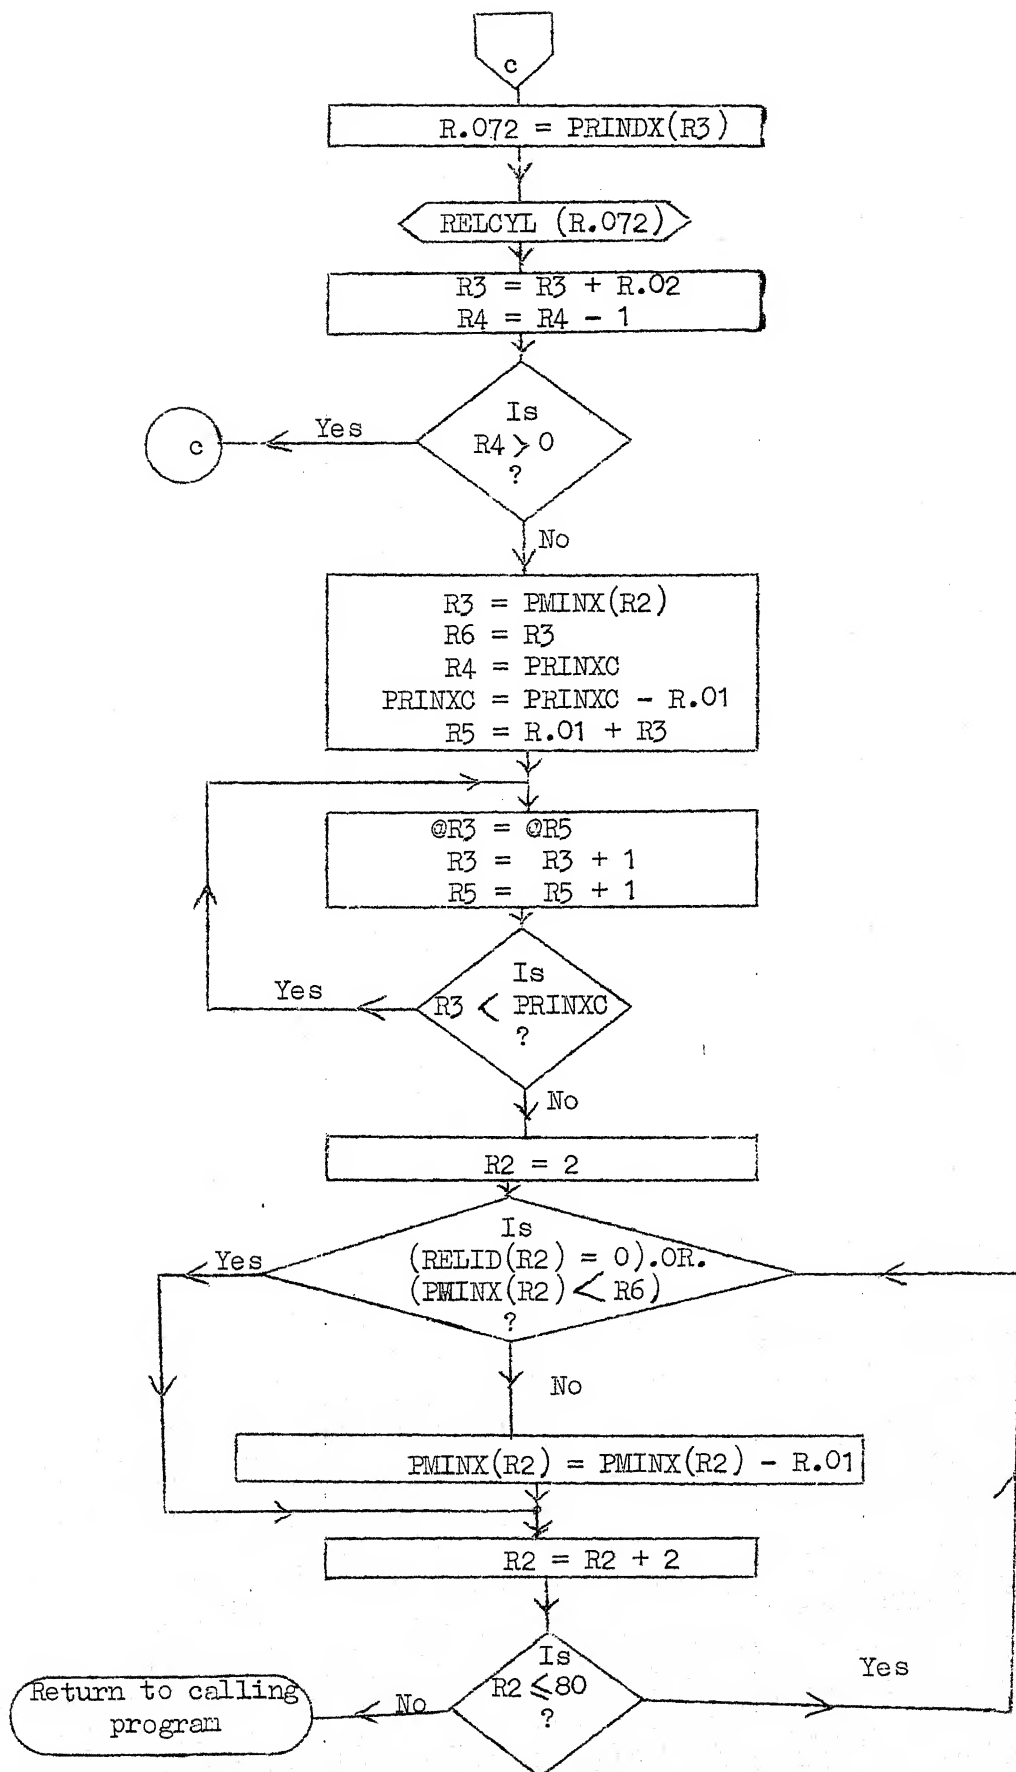 c
R.072 = PRINDX(R3)
RELCYL (R.072)
R3 = R3 + R.02
R4 = R4 - 1
Is
R4 > 0
?
Yes
c
No
R3 = PMINX(R2)
R6 = R3
R4 = PRINXC
PRINXC = PRINXC - R.01
R5 = R.01 + R3
@R3 = @R5
R3 = R3 + 1
R5 = R5 + 1
Is
R3 < PRINXC
?
Yes
No
R2 = 2
Is
(RELID(R2) = 0).OR.
(PMINX(R2) < R6)
?
Yes
No
PMINX(R2) = PMINX(R2) - R.01
R2 = R2 + 2
Is
R2 ≤ 80
?
Yes
No
Return to calling
program